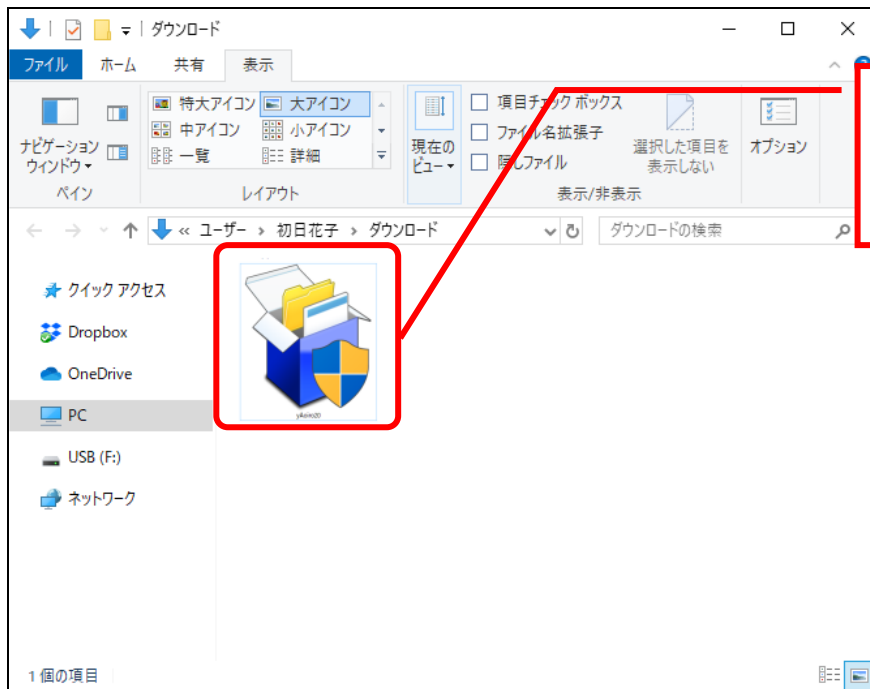 ダウンロード
ファイル ホーム 共有 表示
特大アイコン 大アイコン
中アイコン 小アイコン
一覧 詳細
ナビゲーション
ウィンドウ
ペイン
レイアウト
現在の
ビュー
項目チェック ボックス
ファイル名拡張子
隠しファイル
選択した項目を
表示しない
表示/非表示
オプション
« ユーザー › 初日花子 › ダウンロード
ダウンロードの検索
クイック アクセス
Dropbox
OneDrive
PC
USB (F:)
ネットワーク
1 個の項目